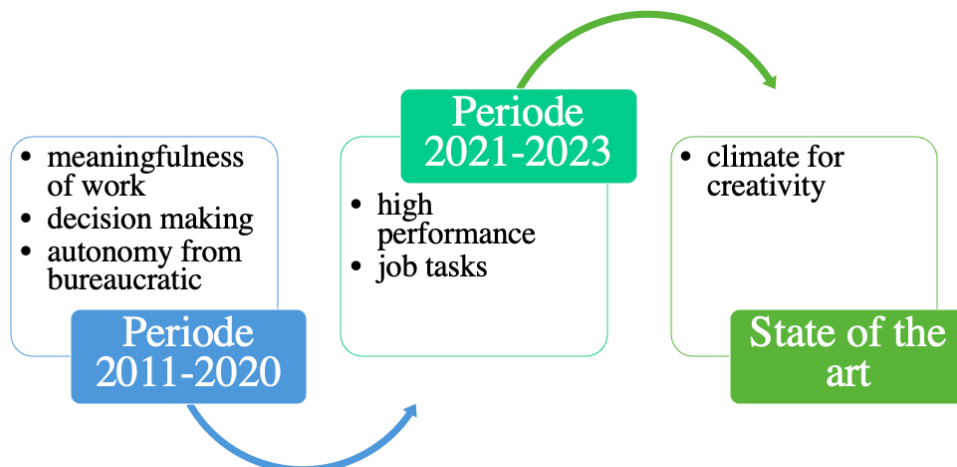 • meaningfulness
of work
• decision making
• autonomy from
bureaucratic
Periode
2011-2020
Periode
2021-2023
• high
performance
• job tasks
• climate for
creativity
State of the
art